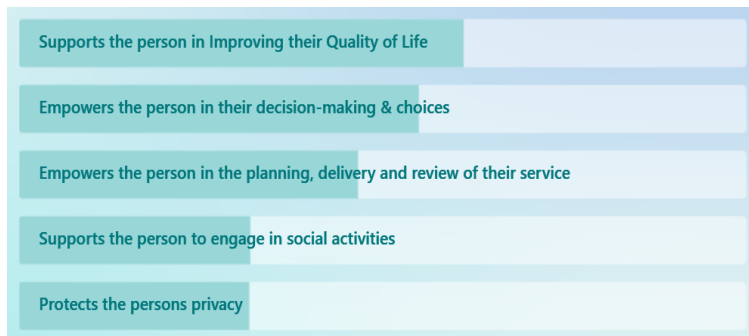 Supports the person in Improving their Quality of Life
Empowers the person in their decision-making & choices
Empowers the person in the planning, delivery and review of their service
Supports the person to engage in social activities
Protects the persons privacy